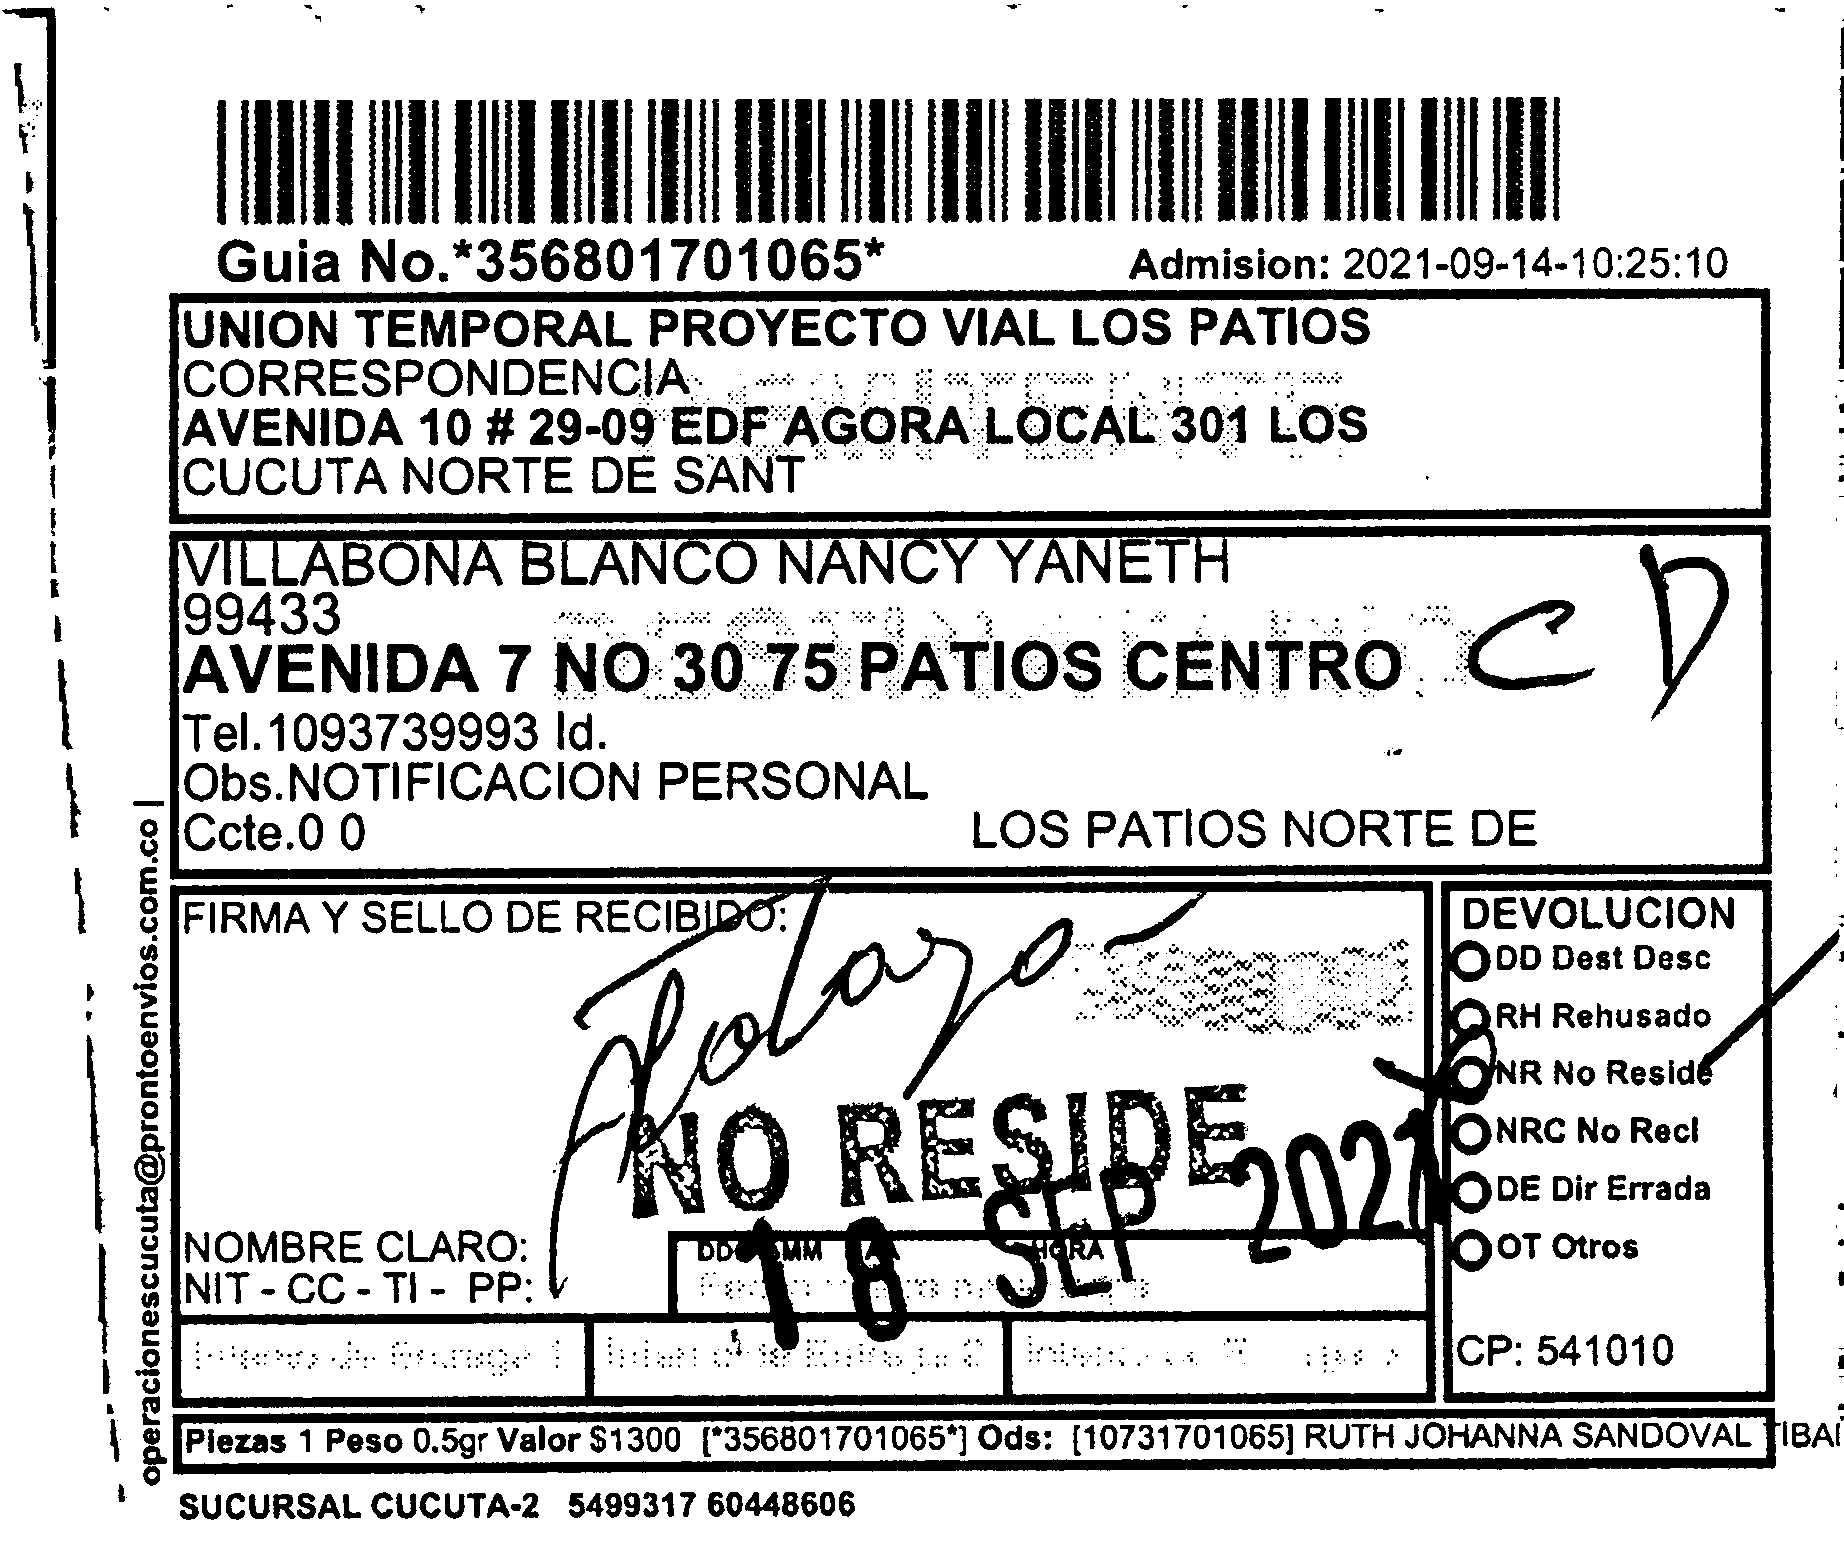 Guia No.*356801701065*
Admision: 2021-09-14-10:25:10
UNION TEMPORAL PROYECTO VIAL LOS PATIOS
CORRESPONDENCIA
AVENIDA 10 # 29-09 EDF AGORA LOCAL 301 LOS
CUCUTA NORTE DE SANT
VILLABONA BLANCO NANCY YANETH
99433
AVENIDA 7 NO 30 75 PATIOS CENTRO
CD
Tel.1093739993 Id.
Obs.NOTIFICACION PERSONAL
Ccte.0 0
LOS PATIOS NORTE DE
FIRMA Y SELLO DE RECIBIDO:
NO RESIDE
18 SEP 2021
NOMBRE CLARO:
NIT - CC - TI - PP:
DD MM AA HORA
DEVOLUCION
DD Dest Desc
RH Rehusado
NR No Reside
NRC No Recl
DE Dir Errada
OT Otros
CP: 541010
Piezas 1 Peso 0.5gr Valor $1300 [*356801701065*] Ods: [10731701065] RUTH JOHANNA SANDOVAL TIBA
SUCURSAL CUCUTA-2 5499317 60448606
operacionescucuta@prontoenvios.com.co |